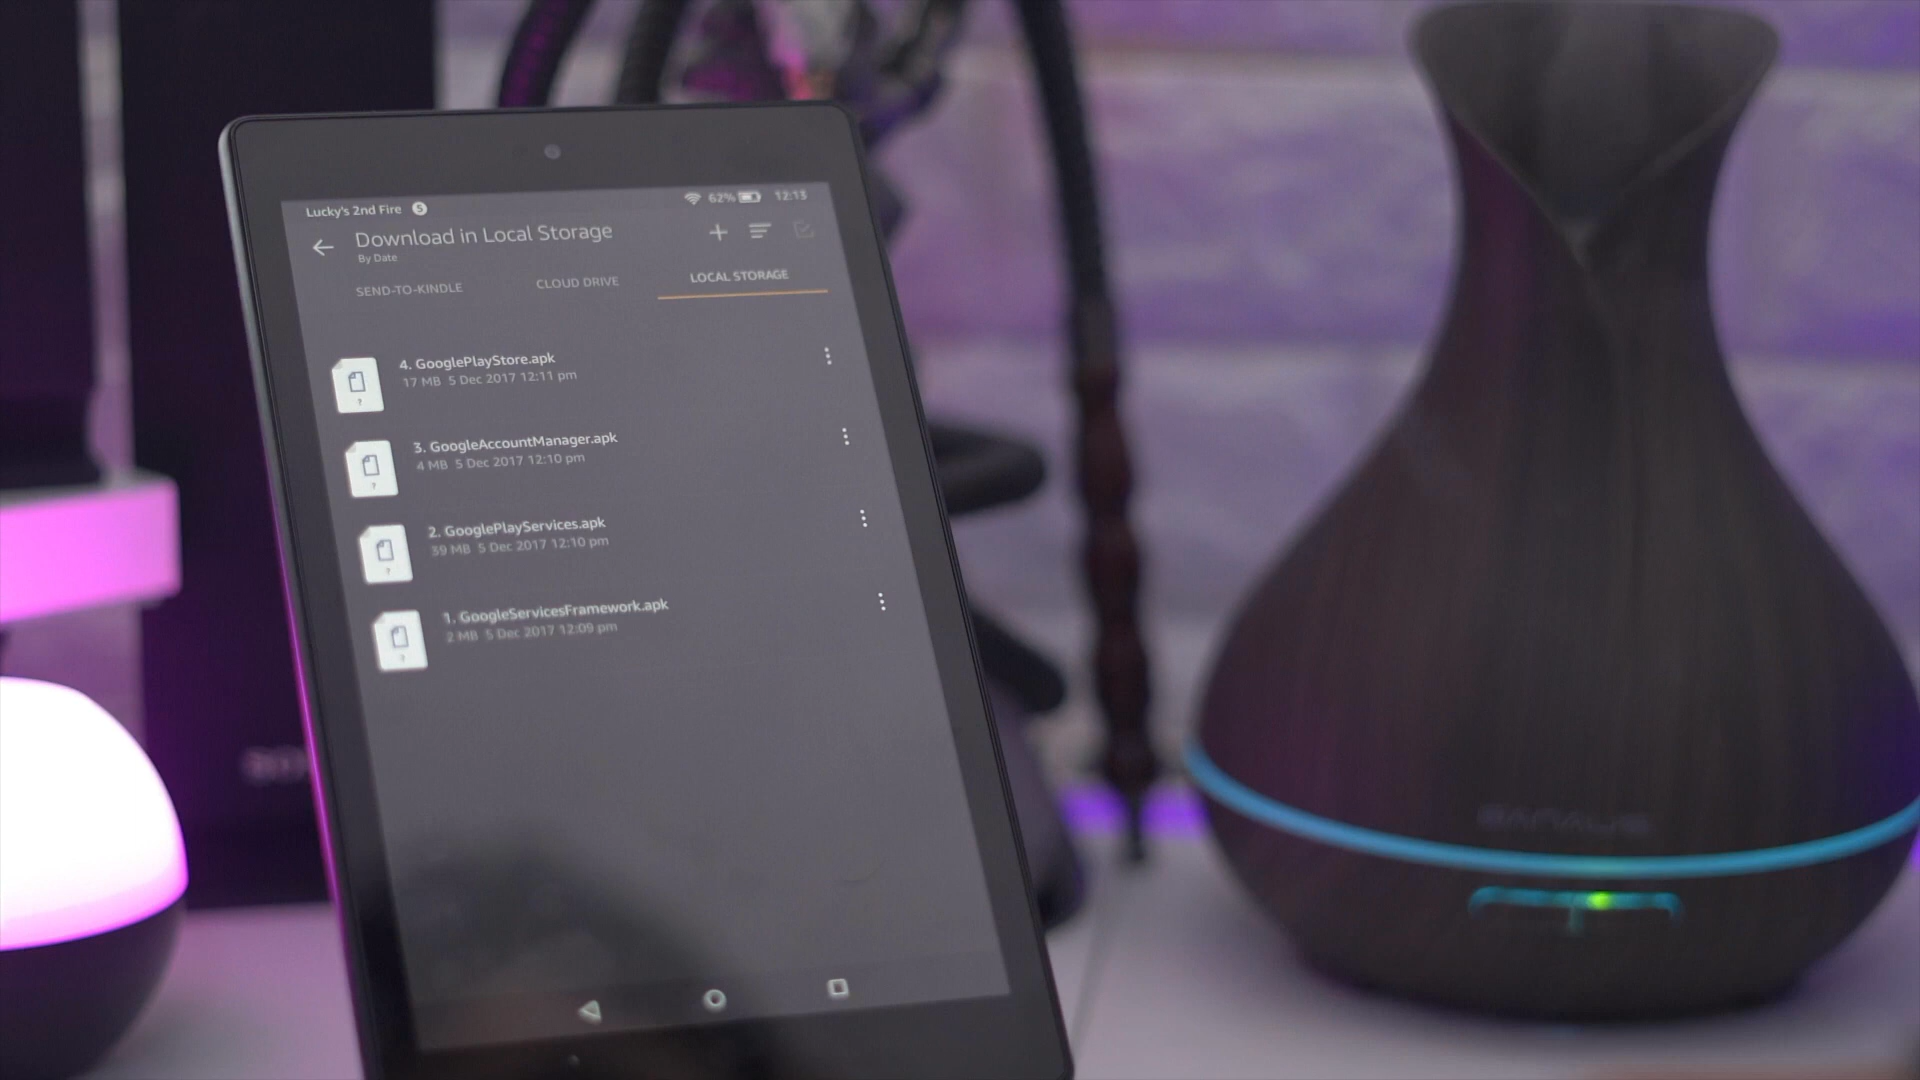 Lucky's 2nd Fire 5 62% 12:13
Download in Local Storage
By Date
SEND-TO-KINDLE CLOUD DRIVE LOCAL STORAGE
4. GooglePlayStore.apk
17 MB 5 Dec 2017 12:11 pm
?
3. GoogleAccountManager.apk
4 MB 5 Dec 2017 12:10 pm
?
2. GooglePlayServices.apk
39 MB 5 Dec 2017 12:10 pm
?
1. GoogleServicesFramework.apk
2 MB 5 Dec 2017 12:09 pm
?